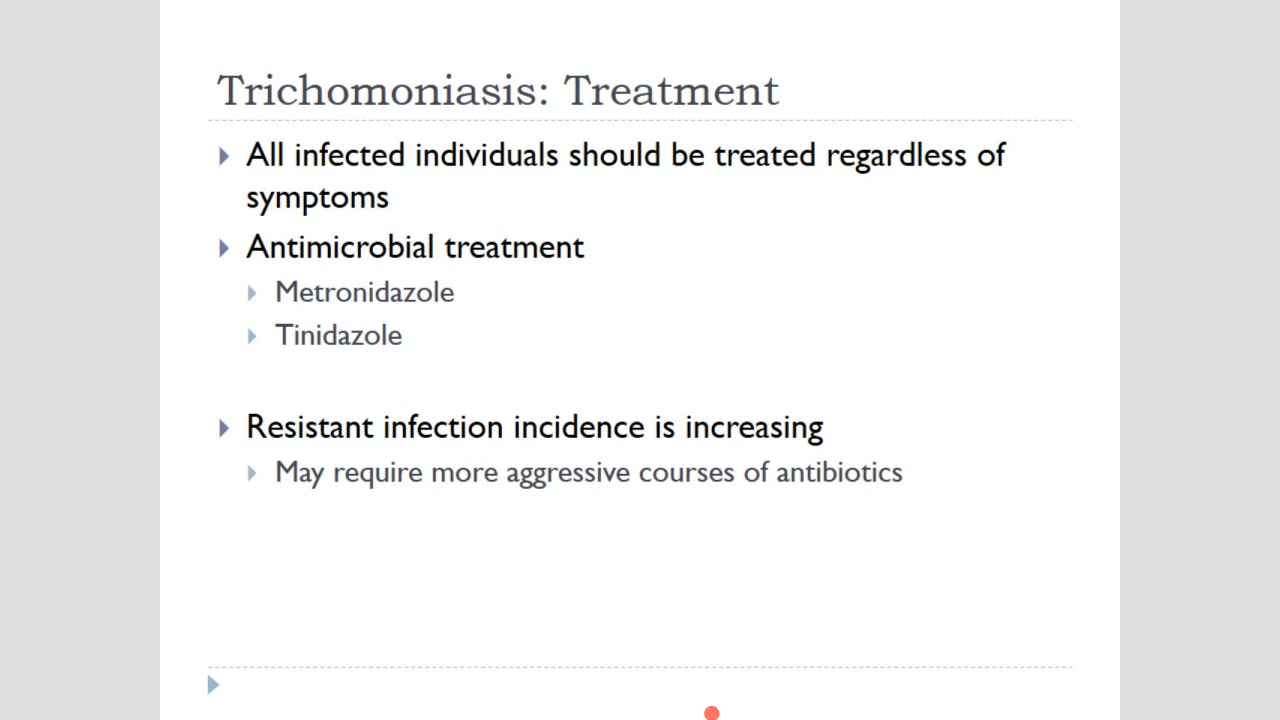 Trichomoniasis: Treatment
All infected individuals should be treated regardless of
symptoms
Antimicrobial treatment
Metronidazole
Tinidazole
Resistant infection incidence is increasing
May require more aggressive courses of antibiotics